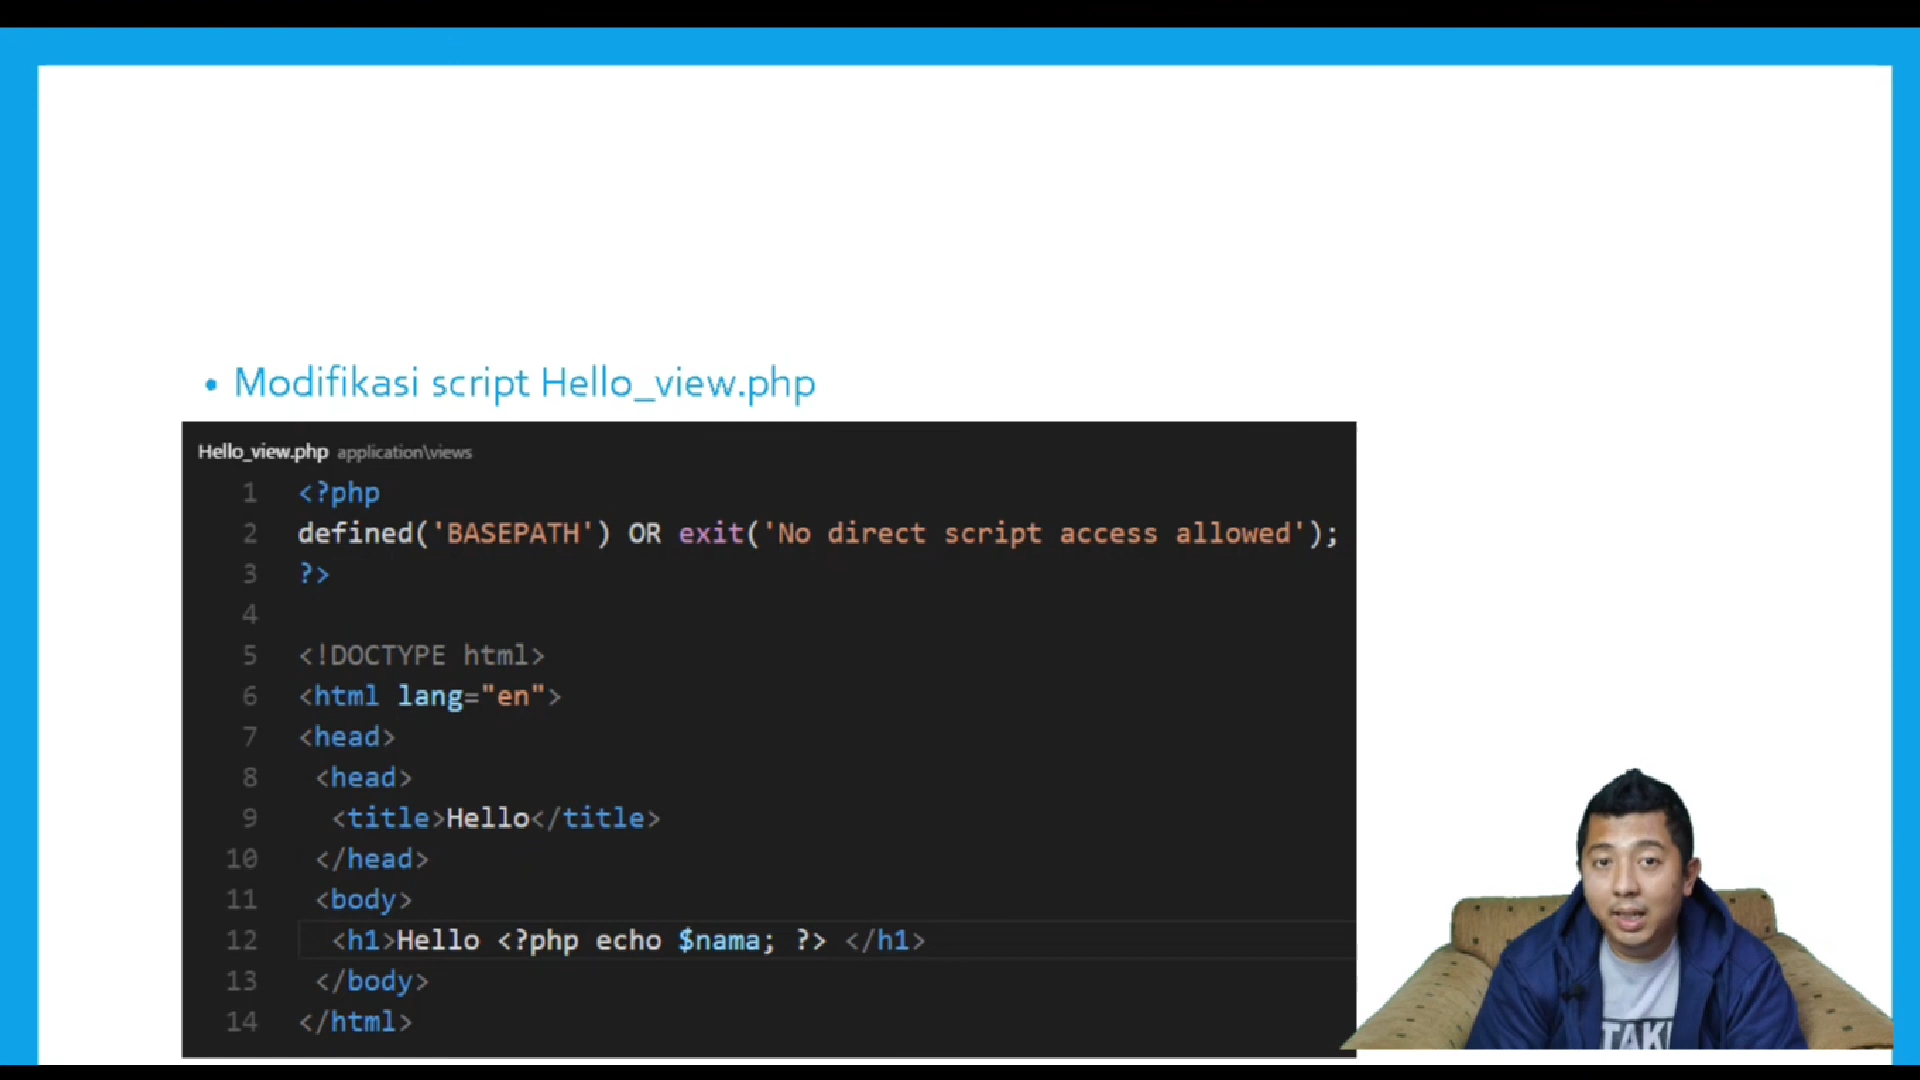 • Modifikasi script Hello_view.php
Hello_view.php application\views
1 <?php
2 defined('BASEPATH') OR exit('No direct script access allowed');
3 ?>
4
5 <!DOCTYPE html>
6 <html lang="en">
7 <head>
8 <head>
9 <title>Hello</title>
10 </head>
11 <body>
12 <h1>Hello <?php echo $nama; ?> </h1>
13 </body>
14 </html>
TAK